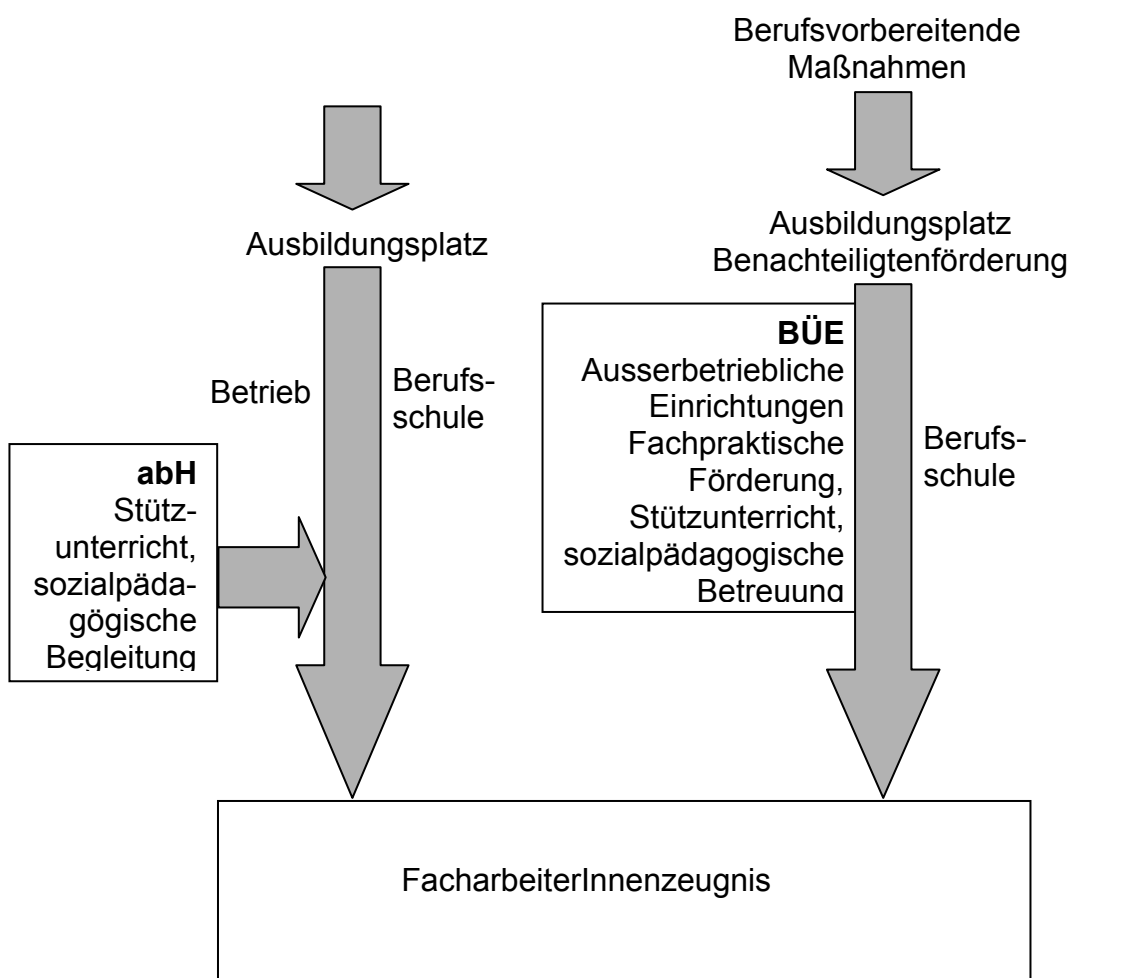 Berufsvorbereitende
Maßnahmen
Ausbildungsplatz
Betrieb
Berufs-
schule
abH
Stütz-
unterricht,
sozialpäda-
gögische
Begleitung
Ausbildungsplatz
Benachteiligtenförderung
BÜE
Ausserbetriebliche
Einrichtungen
Fachpraktische
Förderung,
Stützunterricht,
sozialpädagogische
Betreuung
Berufs-
schule
FacharbeiterInnenzeugnis